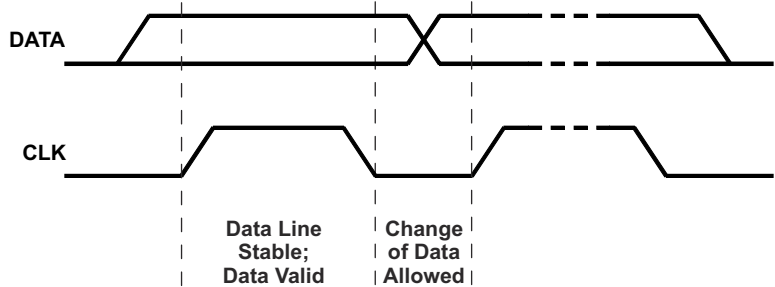 DATA
CLK
Data Line
Stable;
Data Valid
Change
of Data
Allowed